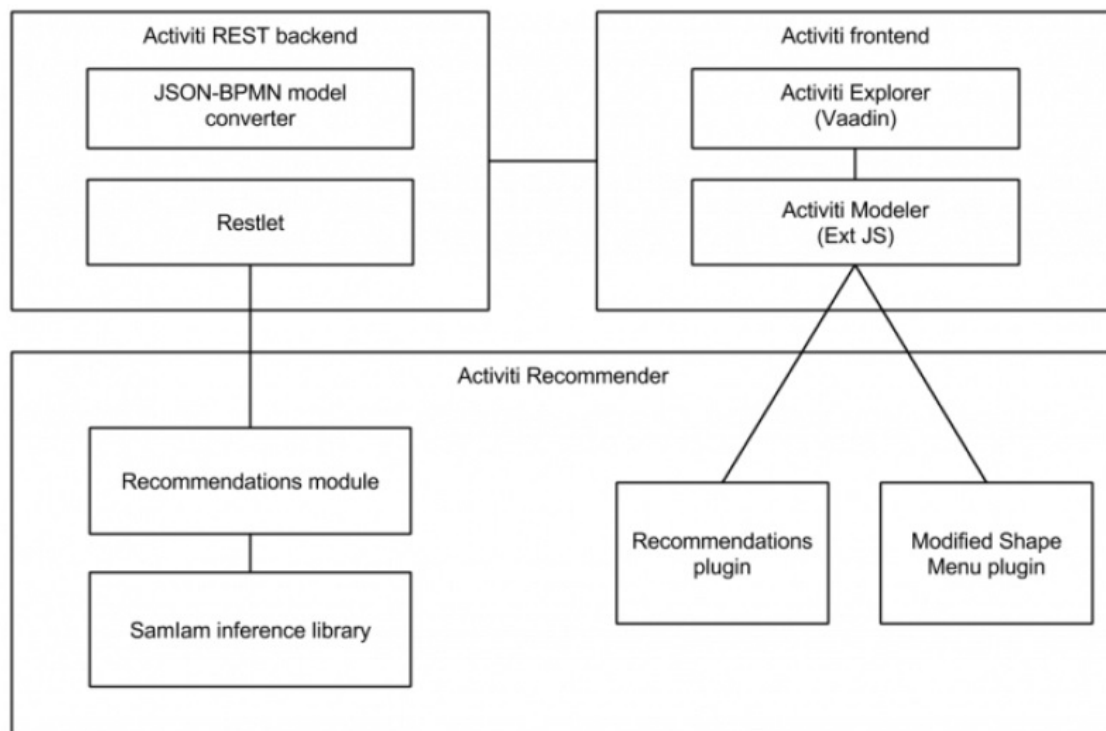 Activiti REST backend
JSON-BPMN model
converter
Restlet
Activiti frontend
Activiti Explorer
(Vaadin)
Activiti Modeler
(Ext JS)
Activiti Recommender
Recommendations module
SamIam inference library
Recommendations
plugin
Modified Shape
Menu plugin